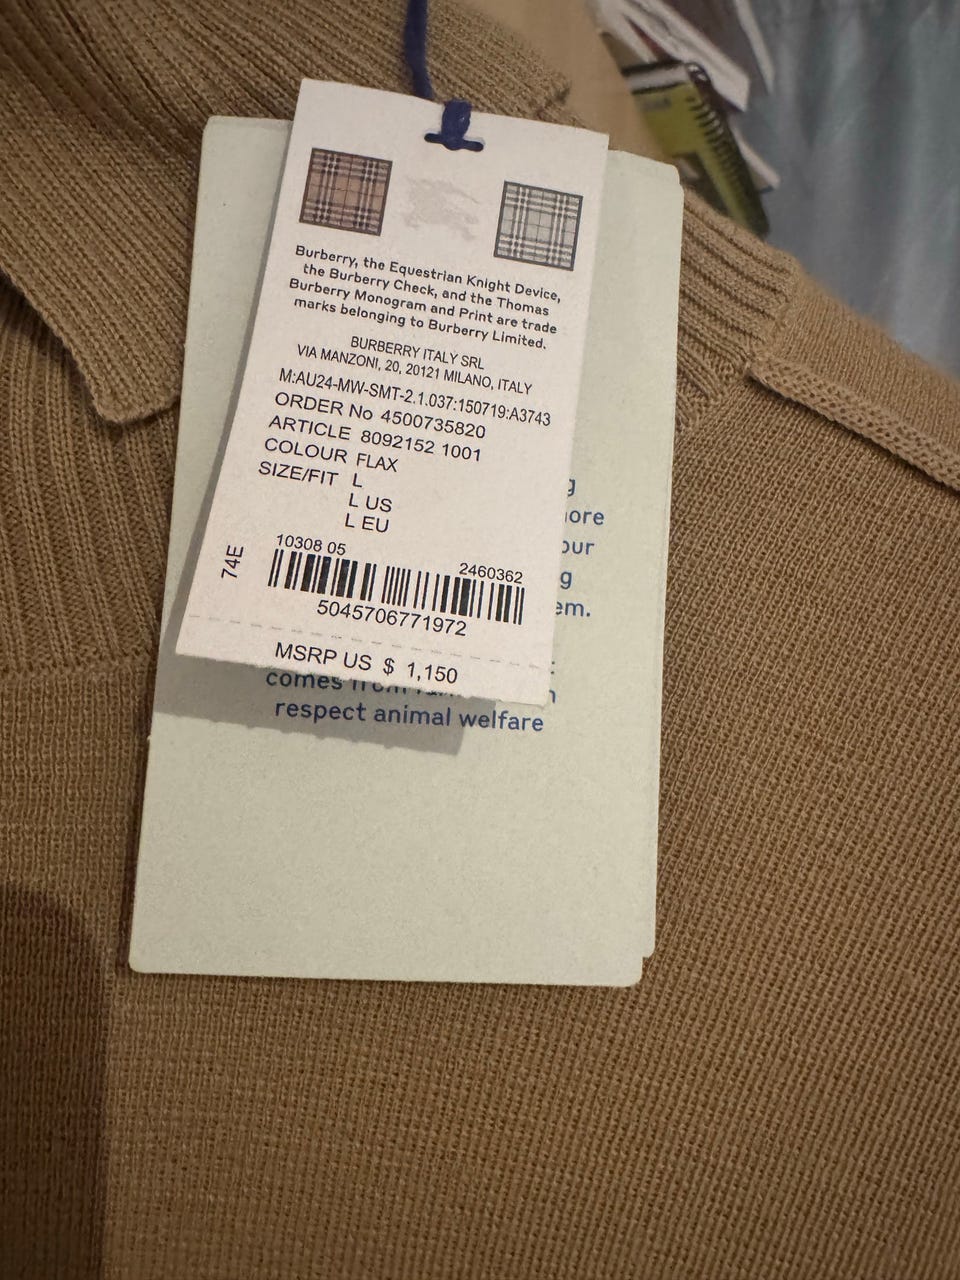 Burberry, the Equestrian Knight Device,
the Burberry Check, and the Thomas
Burberry Monogram and Print are trade
marks belonging to Burberry Limited.
BURBERRY ITALY SRL
VIA MANZONI, 20, 20121 MILANO, ITALY
M:AU24-MW-SMT-2.1.037:150719:A3743
ORDER No 4500735820
ARTICLE 8092152 1001
COLOUR FLAX
SIZE/FIT L
L US
L EU
74E
10308 05
2460362
5045706771972
MSRP US $ 1,150
em.
comes from
respect animal welfare